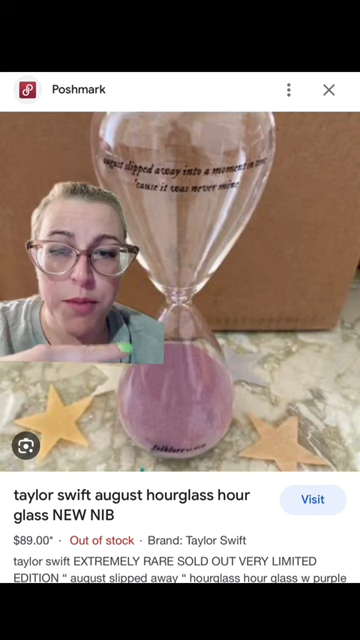 Poshmark
august slipped away into a moment in time
'cause it was never mine
taylor swift august hourglass hour
glass NEW NIB
Visit
$89.00* · Out of stock · Brand: Taylor Swift
taylor swift EXTREMELY RARE SOLD OUT VERY LIMITED
EDITION “ august slipped away “ hourglass hour glass w purple